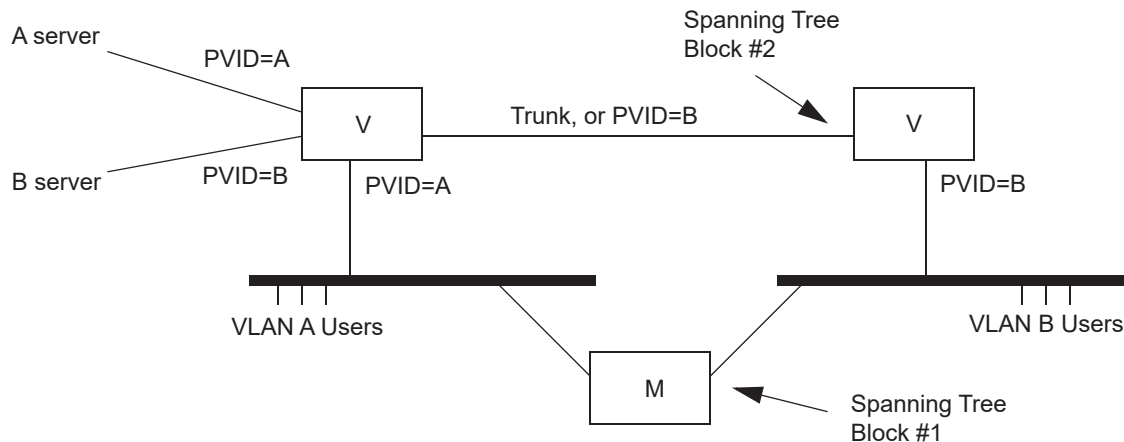 A server
PVID=A
Spanning Tree
Block #2
V
Trunk, or PVID=B
V
B server
PVID=B
PVID=A
PVID=B
VLAN A Users
VLAN B Users
M
Spanning Tree
Block #1